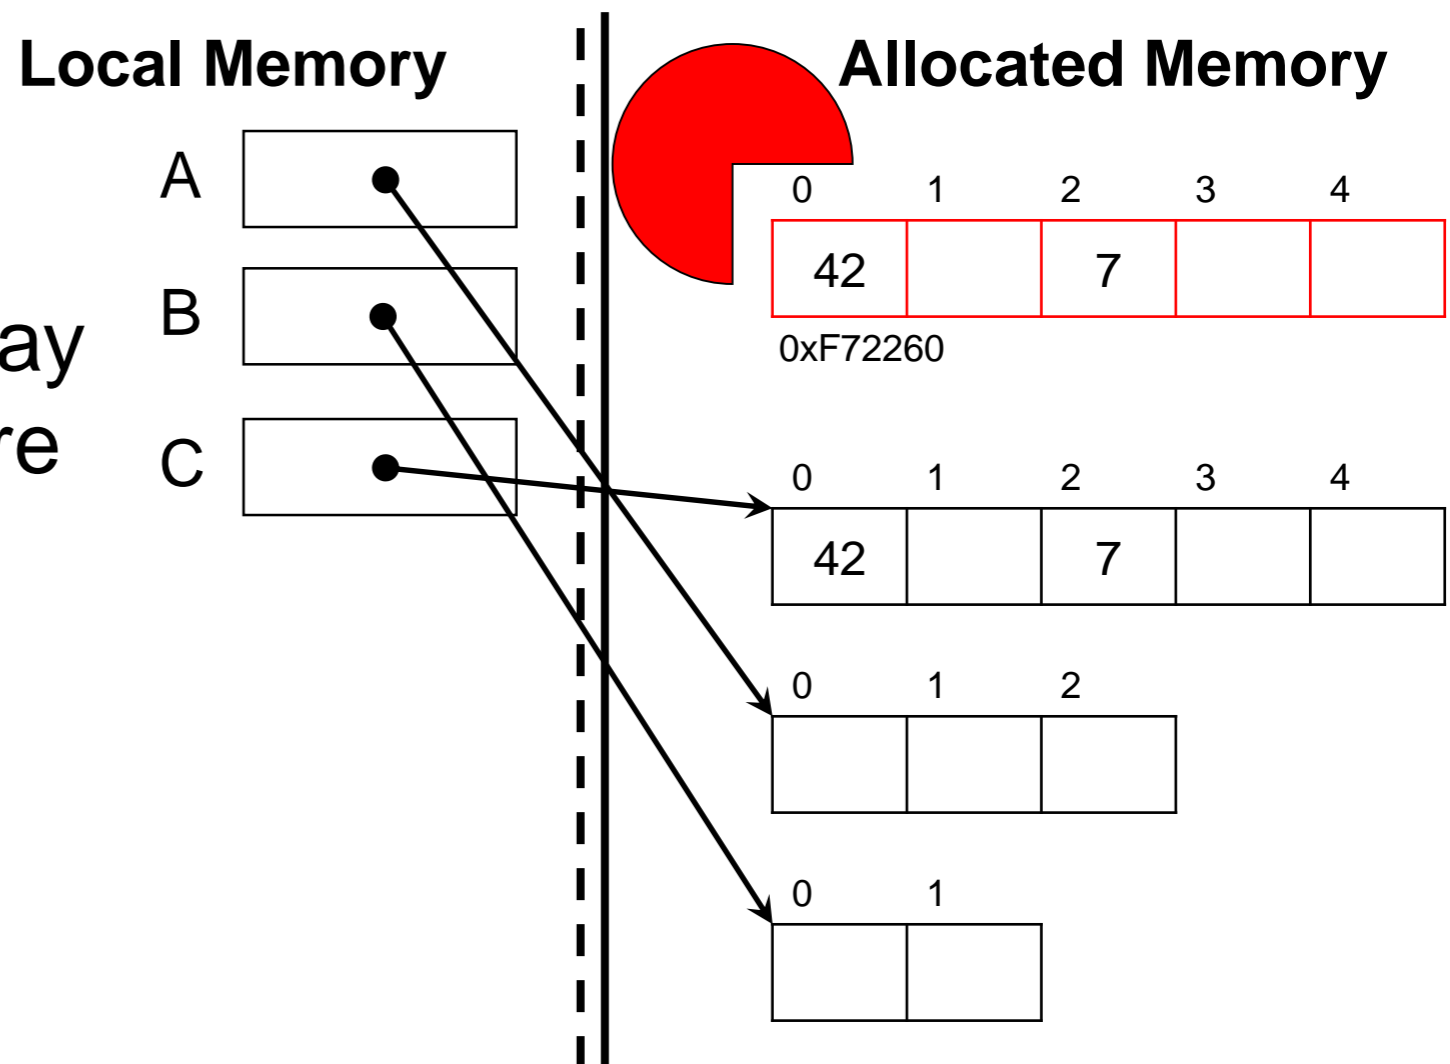 Local Memory
Allocated Memory
A
B
ay
re
C
0 1 2 3 4
42 7
0xF72260
0 1 2 3 4
42 7
0 1 2
0 1